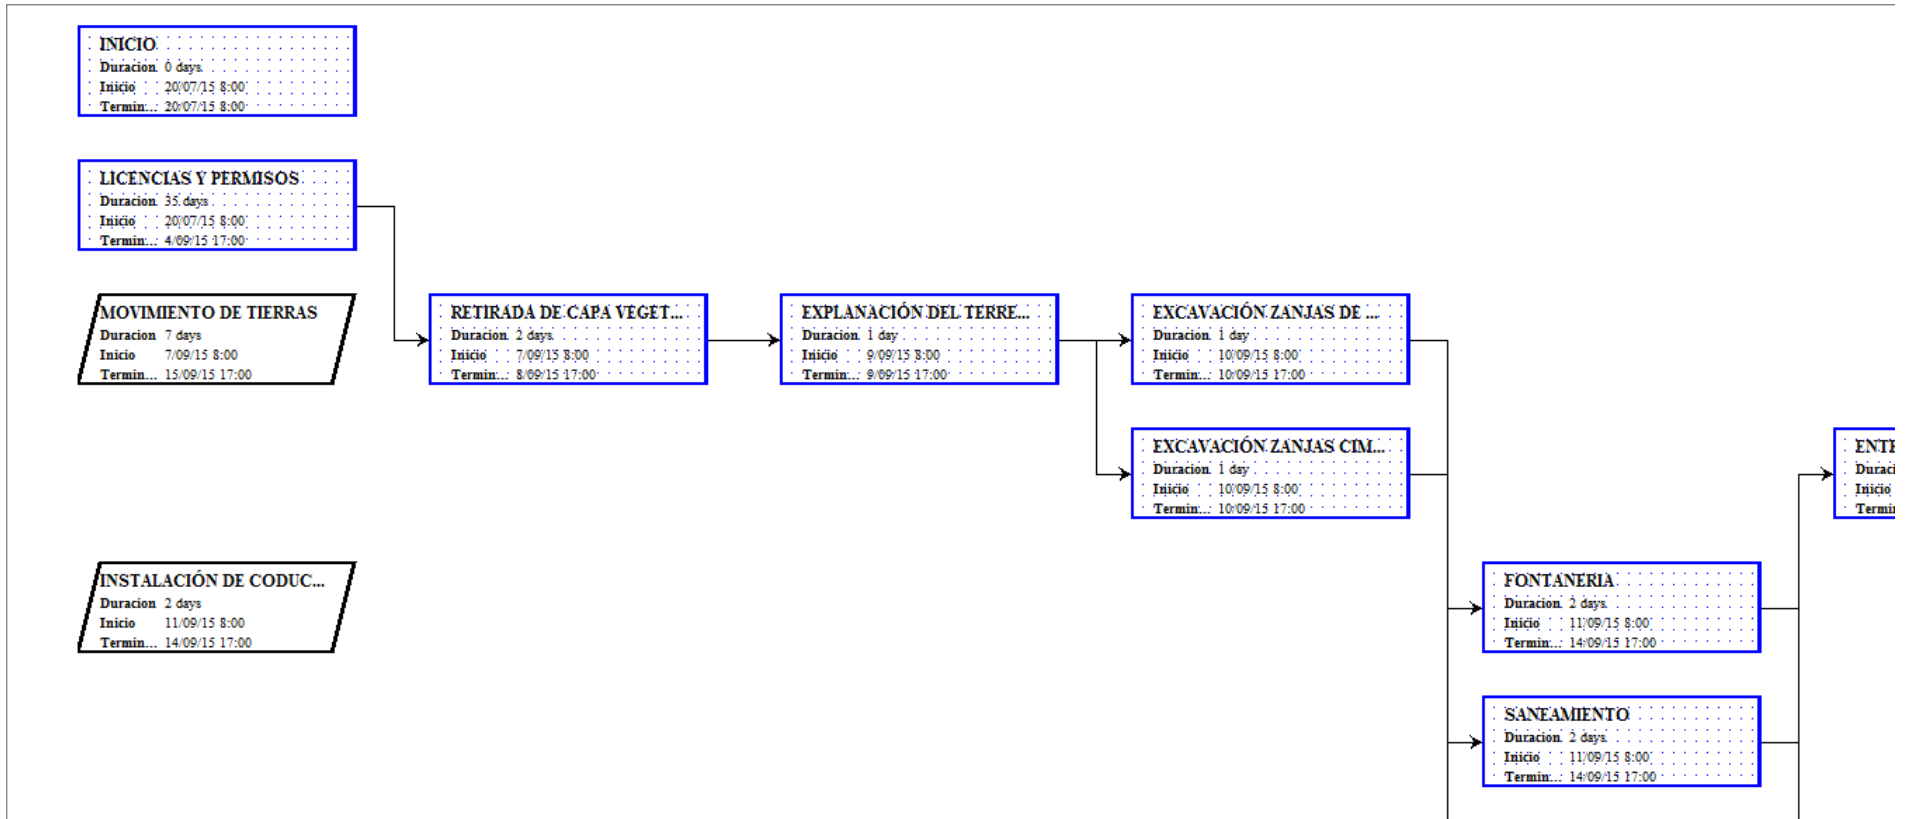 INICIO
Duracion 0 days
Inicio 20/07/15 8:00
Termin... 20/07/15 8:00
LICENCIAS Y PERMISOS
Duracion 35 days
Inicio 20/07/15 8:00
Termin... 4/09/15 17:00
MOVIMIENTO DE TIERRAS
Duracion 7 days
Inicio 7/09/15 8:00
Termin... 15/09/15 17:00
RETIRADA DE CAPA VEGET...
Duracion 2 days
Inicio 7/09/15 8:00
Termin... 8/09/15 17:00
EXPLANACIÓN DEL TERRE...
Duracion 1 day
Inicio 9/09/15 8:00
Termin... 9/09/15 17:00
EXCAVACIÓN ZANJAS DE ...
Duracion 1 day
Inicio 10/09/15 8:00
Termin... 10/09/15 17:00
EXCAVACIÓN ZANJAS CIM...
Duracion 1 day
Inicio 10/09/15 8:00
Termin... 10/09/15 17:00
ENTE
Duraci
Inicio
Termin
INSTALACIÓN DE CODUC...
Duracion 2 days
Inicio 11/09/15 8:00
Termin... 14/09/15 17:00
FONTANERIA
Duracion 2 days
Inicio 11/09/15 8:00
Termin... 14/09/15 17:00
SANEAMIENTO
Duracion 2 days
Inicio 11/09/15 8:00
Termin... 14/09/15 17:00